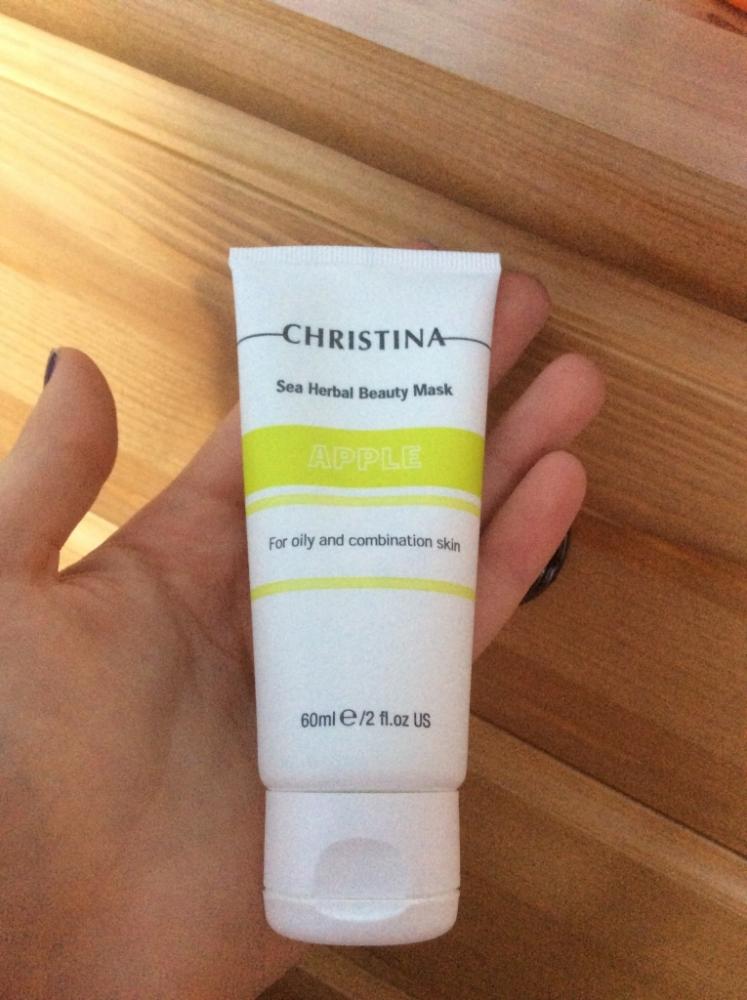 CHRISTINA
Sea Herbal Beauty Mask
APPLE
For oily and combination skin
60ml ℮/2 fl.oz US